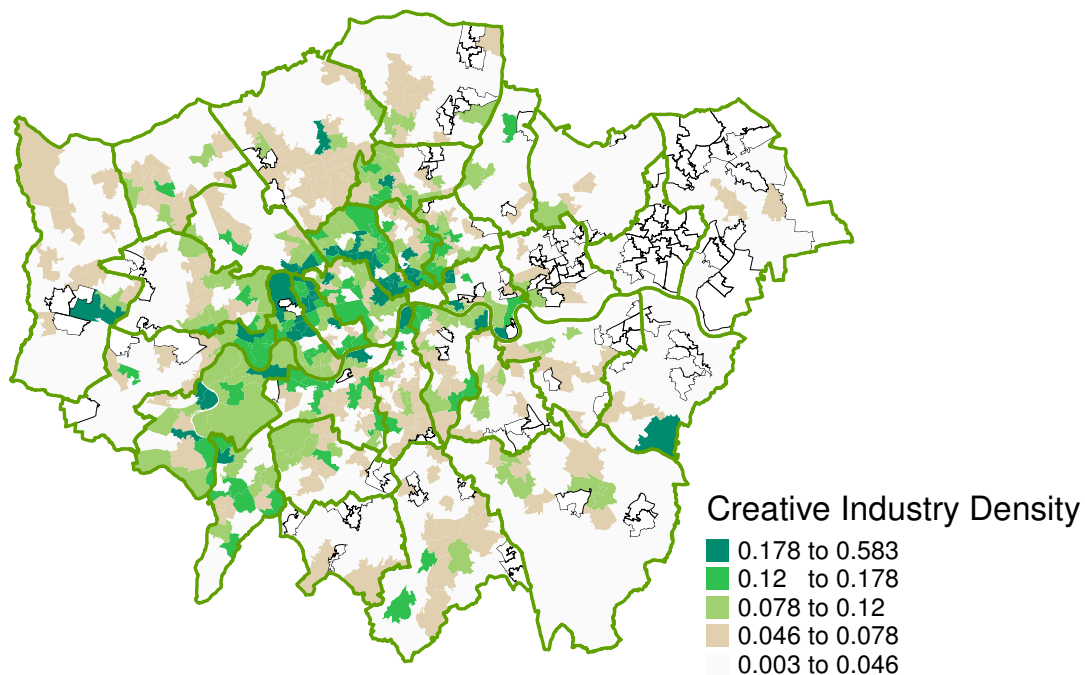 Creative Industry Density
0.178 to 0.583
0.12 to 0.178
0.078 to 0.12
0.046 to 0.078
0.003 to 0.046